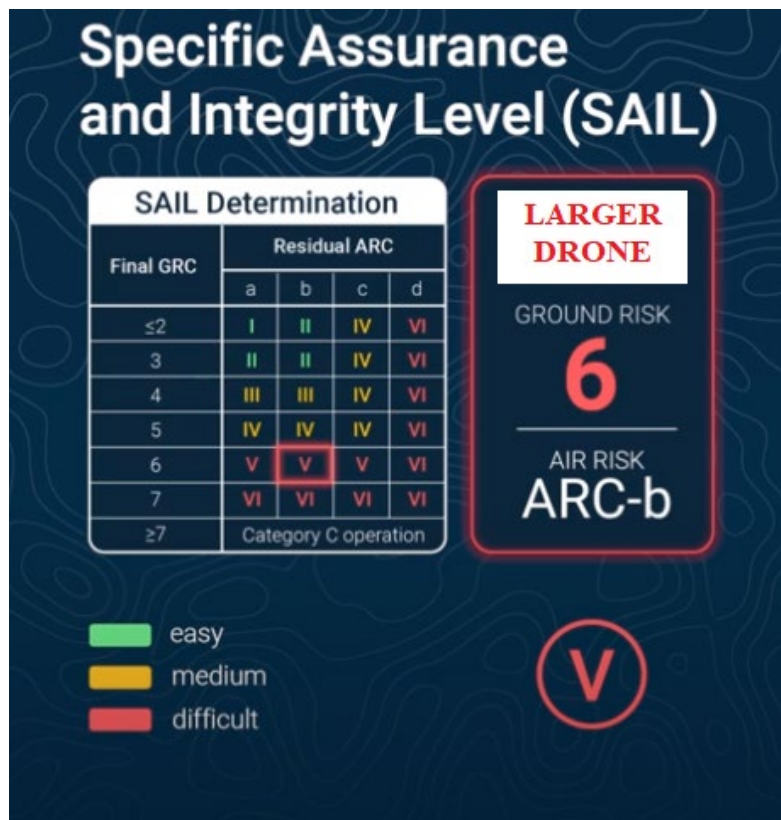 Specific Assurance
and Integrity Level (SAIL)
SAIL Determination
Final GRC
Residual ARC
a b c d
≤2 I II IV VI
3 II II IV VI
4 III III IV VI
5 IV IV IV VI
6 V V V VI
7 VI VI VI VI
≥7 Category C operation
LARGER
DRONE
GROUND RISK
6
AIR RISK
ARC-b
easy
medium
difficult
V